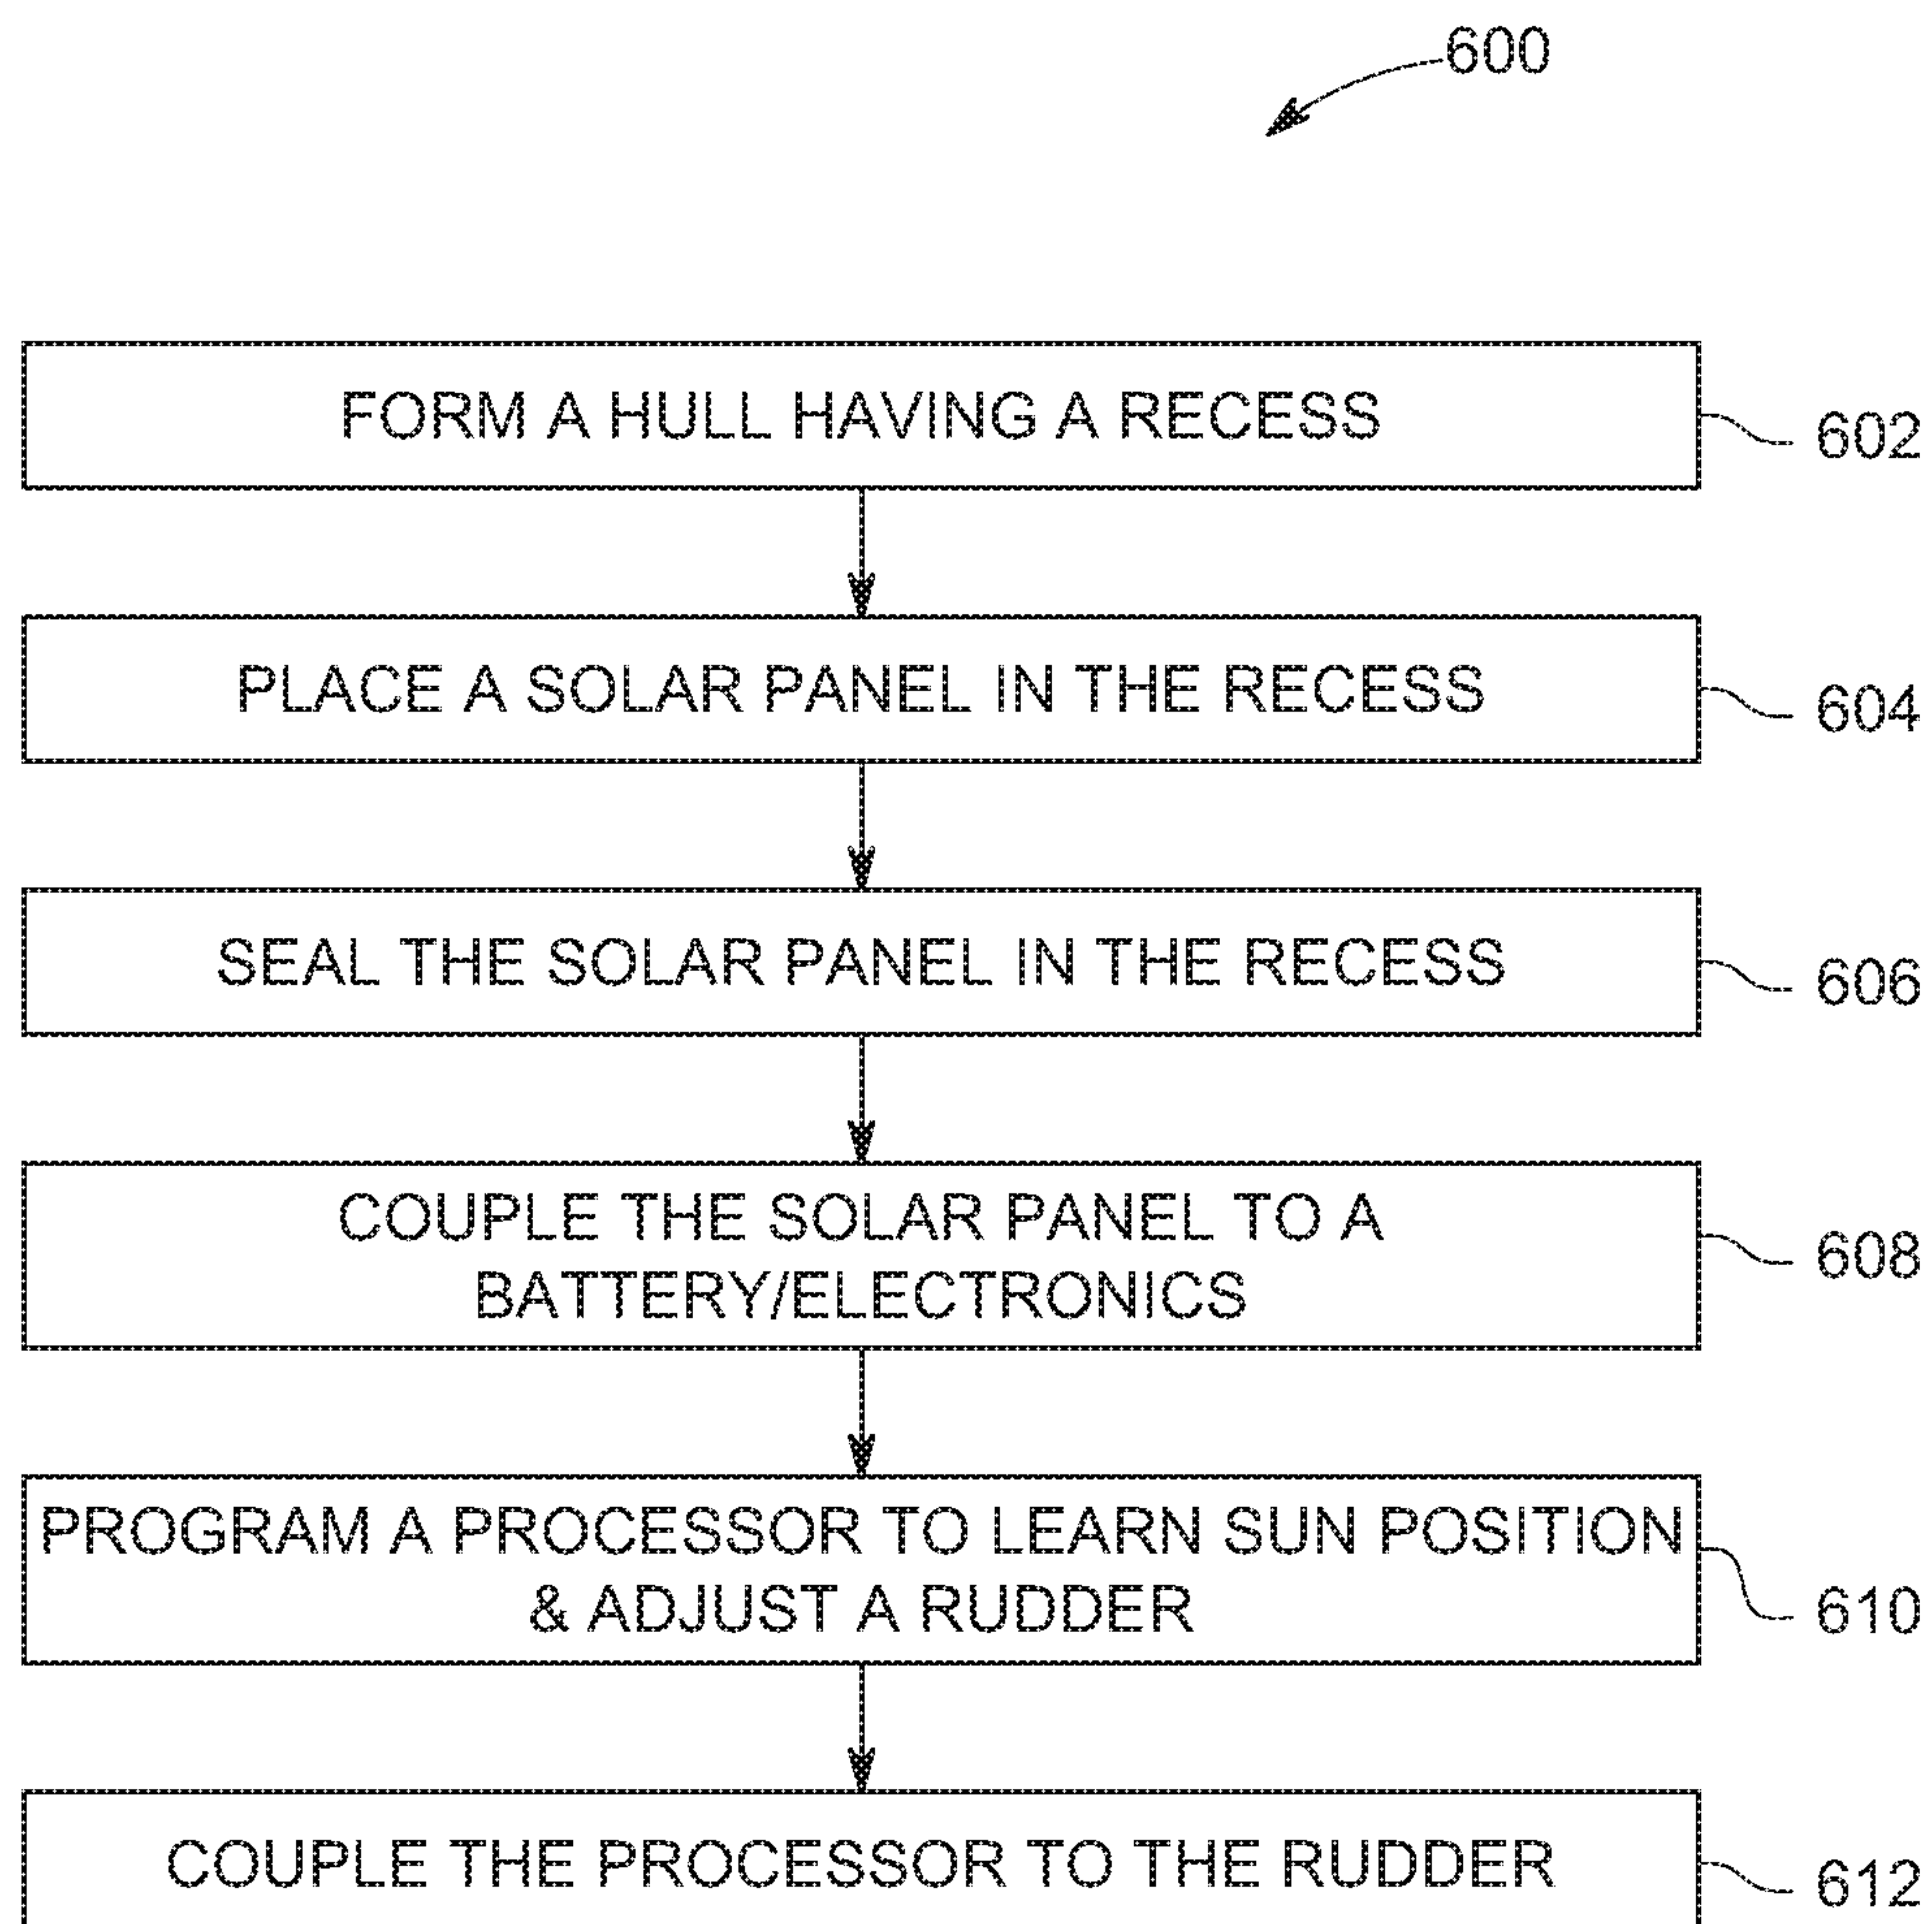 600
FORM A HULL HAVING A RECESS
602
PLACE A SOLAR PANEL IN THE RECESS
604
SEAL THE SOLAR PANEL IN THE RECESS
606
COUPLE THE SOLAR PANEL TO A
BATTERY/ELECTRONICS
608
PROGRAM A PROCESSOR TO LEARN SUN POSITION
& ADJUST A RUDDER
610
COUPLE THE PROCESSOR TO THE RUDDER
612